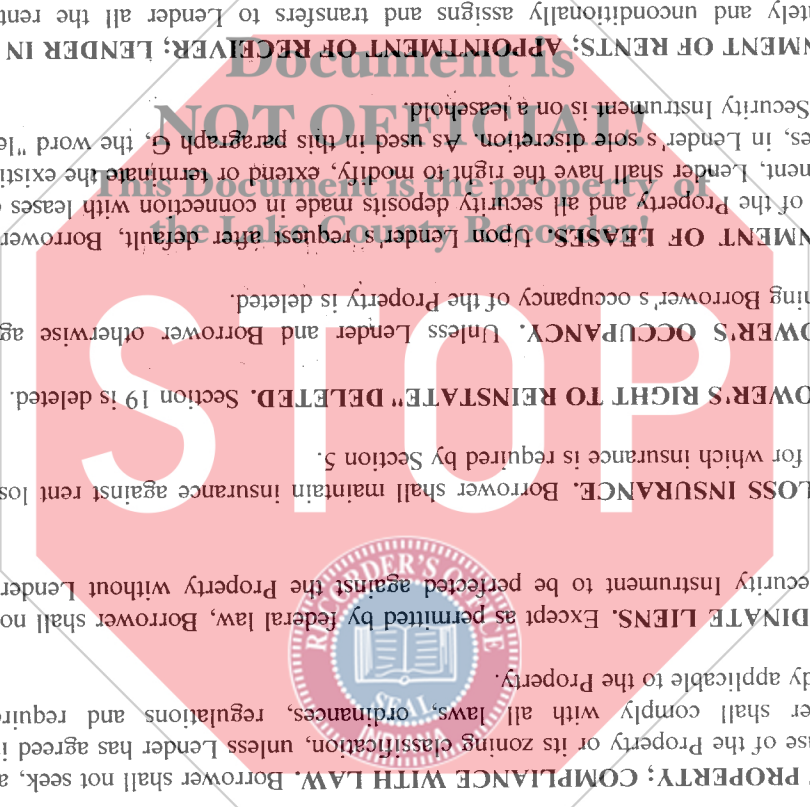 PROPERTY; COMPLIANCE WITH LAW. Borrower shall not seek, a
se of the Property or its zoning classification, unless Lender has agreed i
er shall comply with all laws, ordinances, regulations and requir
ly applicable to the Property.
DINATE LIENS. Except as permitted by federal law, Borrower shall no
ecurity Instrument to be perfected against the Property without Lender
LOSS INSURANCE. Borrower shall maintain insurance against rent los
for which insurance is required by Section 5.
OWER'S RIGHT TO REINSTATE" DELETED. Section 19 is deleted.
OWER'S OCCUPANCY. Unless Lender and Borrower otherwise ag
ning Borrower's occupancy of the Property is deleted.
NMENT OF LEASES. Upon Lender's request after default, Borrower
of the Property and all security deposits made in connection with leases
ment, Lender shall have the right to modify, extend or terminate the existi
es, in Lender's sole discretion. As used in this paragraph G, the word "le
Security Instrument is on a leasehold.
NMENT OF RENTS; APPOINTMENT OF RECEIVER; LENDER IN
tely and unconditionally assigns and transfers to Lender all the rent
Document is
NOT OFFICIAL!
This Document is the property of
the Lake County Recorder!
STOP
RECORDER'S OFFICE
SEAL
INDIANA